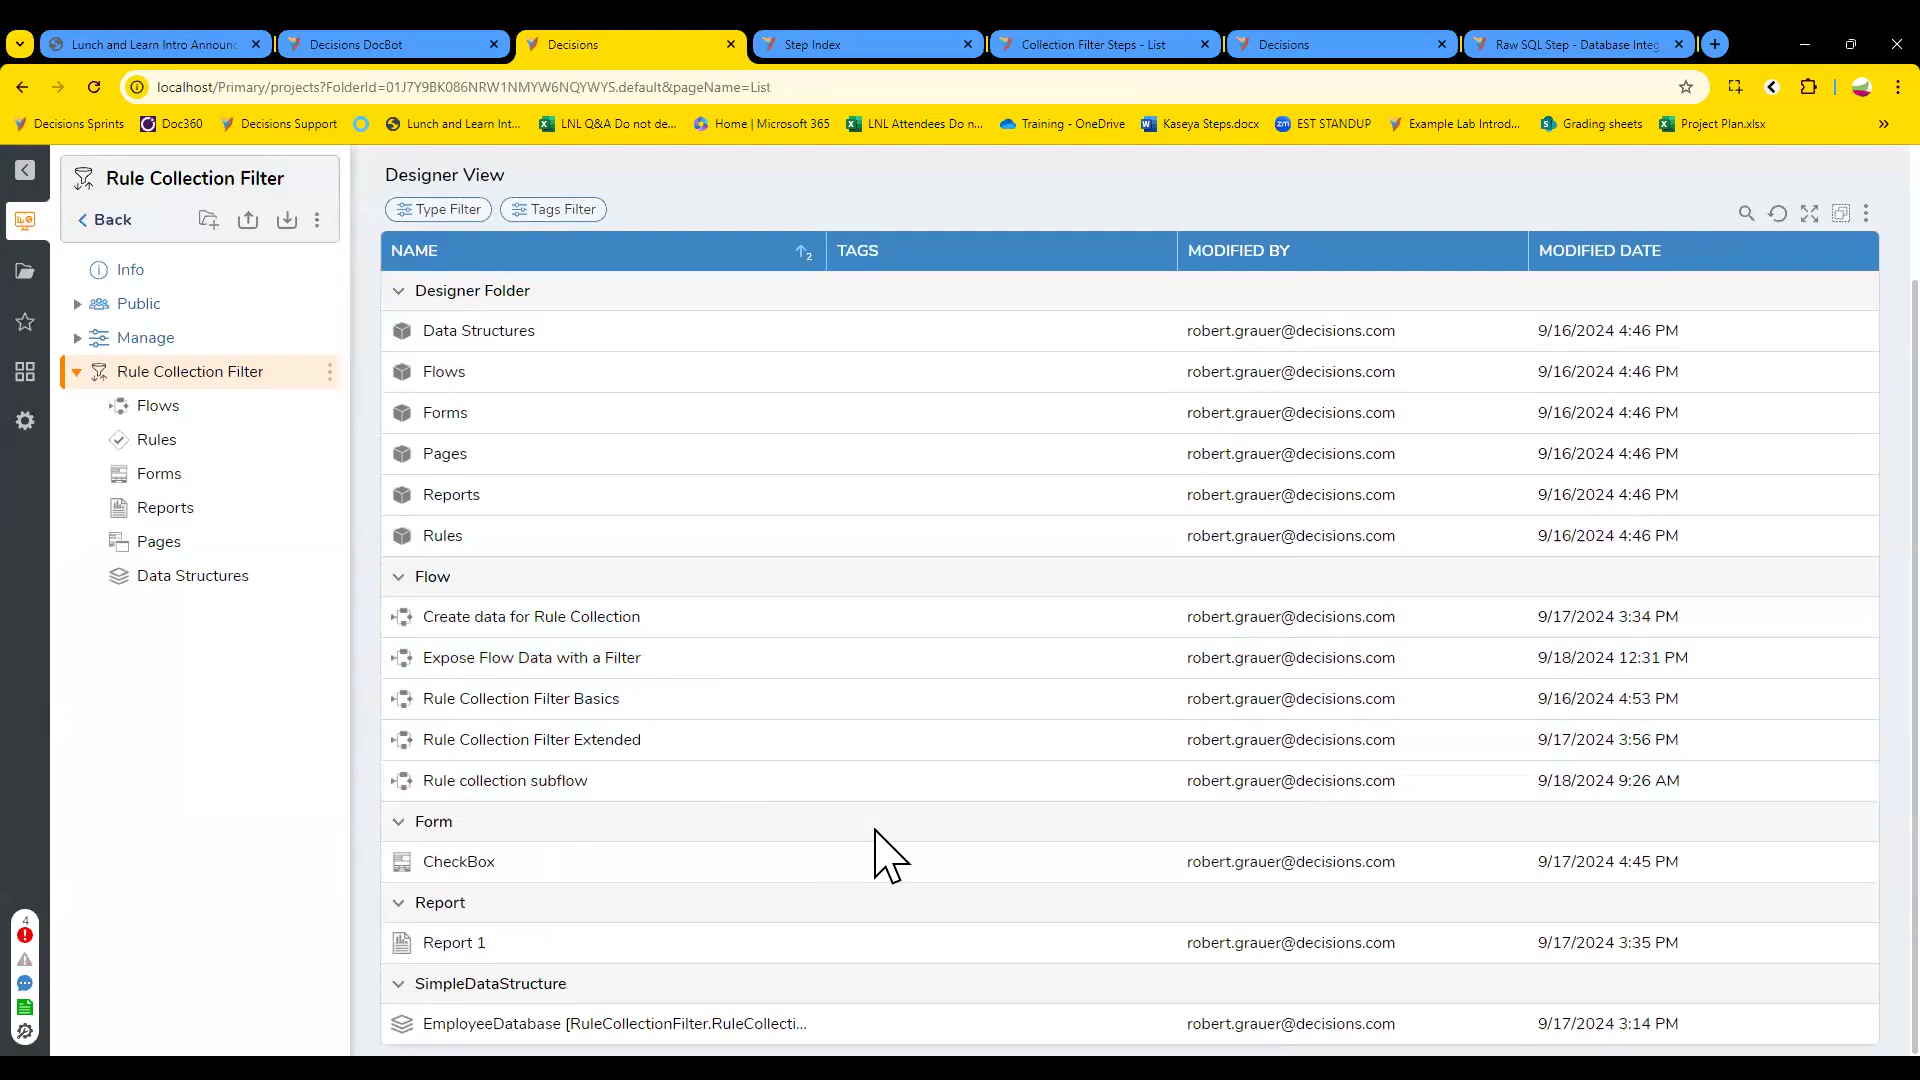 Lunch and Learn Intro Announc
Decisions DocBot
Decisions
Step Index
Collection Filter Steps - List
Decisions
Raw SQL Step - Database Integ
localhost/Primary/projects?FolderId=01J7Y9BK086NRW1NMYW6NQYWYS.default&pageName=List
Decisions Sprints
Doc360
Decisions Support
Lunch and Learn Int...
LNL Q&A Do not de...
Home | Microsoft 365
LNL Attendees Do n...
Training - OneDrive
Kaseya Steps.docx
zm
EST STANDUP
Example Lab Introd...
Grading sheets
Project Plan.xlsx
Rule Collection Filter
Back
Info
Public
Manage
Rule Collection Filter
Flows
Rules
Forms
Reports
Pages
Data Structures
4
Designer View
Type Filter
Tags Filter
NAME 2 TAGS MODIFIED BY MODIFIED DATE
Designer Folder
Data Structures robert.grauer@decisions.com 9/16/2024 4:46 PM
Flows robert.grauer@decisions.com 9/16/2024 4:46 PM
Forms robert.grauer@decisions.com 9/16/2024 4:46 PM
Pages robert.grauer@decisions.com 9/16/2024 4:46 PM
Reports robert.grauer@decisions.com 9/16/2024 4:46 PM
Rules robert.grauer@decisions.com 9/16/2024 4:46 PM
Flow
Create data for Rule Collection robert.grauer@decisions.com 9/17/2024 3:34 PM
Expose Flow Data with a Filter robert.grauer@decisions.com 9/18/2024 12:31 PM
Rule Collection Filter Basics robert.grauer@decisions.com 9/16/2024 4:53 PM
Rule Collection Filter Extended robert.grauer@decisions.com 9/17/2024 3:56 PM
Rule collection subflow robert.grauer@decisions.com 9/18/2024 9:26 AM
Form
CheckBox robert.grauer@decisions.com 9/17/2024 4:45 PM
Report
Report 1 robert.grauer@decisions.com 9/17/2024 3:35 PM
SimpleDataStructure
EmployeeDatabase [RuleCollectionFilter.RuleCollecti... robert.grauer@decisions.com 9/17/2024 3:14 PM